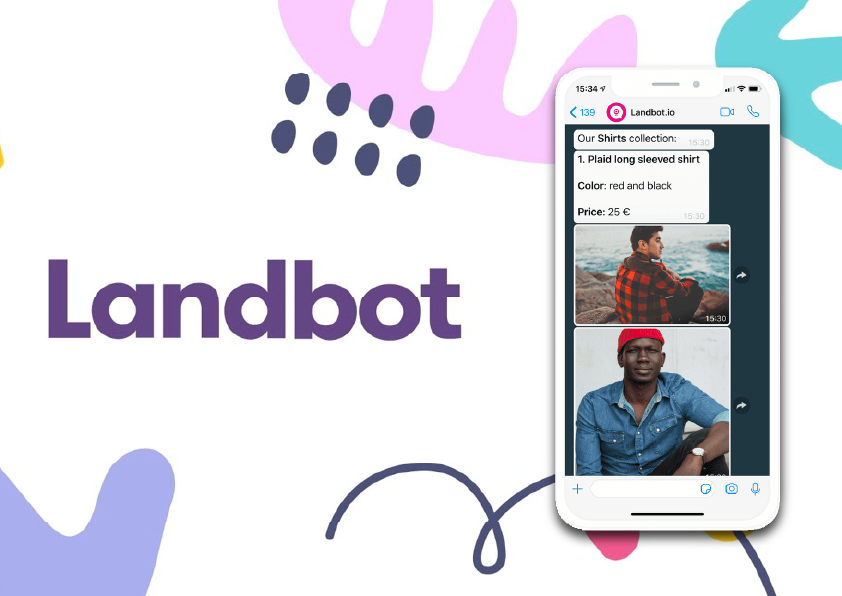 Landbot
15:34
139
Landbot.io
Our Shirts collection:
15:30
1. Plaid long sleeved shirt
Color: red and black
Price: 25 €
15:30
15:30